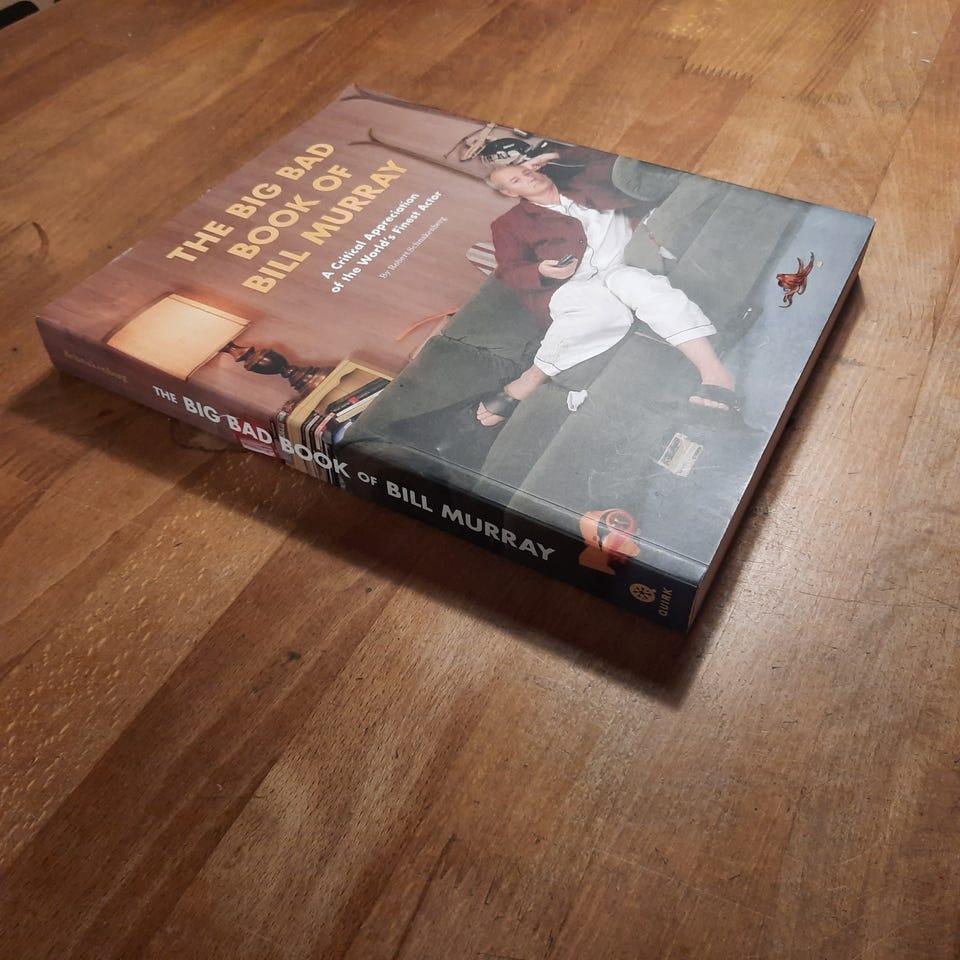 THE BIG BAD
BOOK OF
BILL MURRAY
A Critical Appreciation
of the World's Finest Actor
By Robert Schnakenberg
Schnakenberg
THE BIG BAD BOOK OF BILL MURRAY
QUIRK